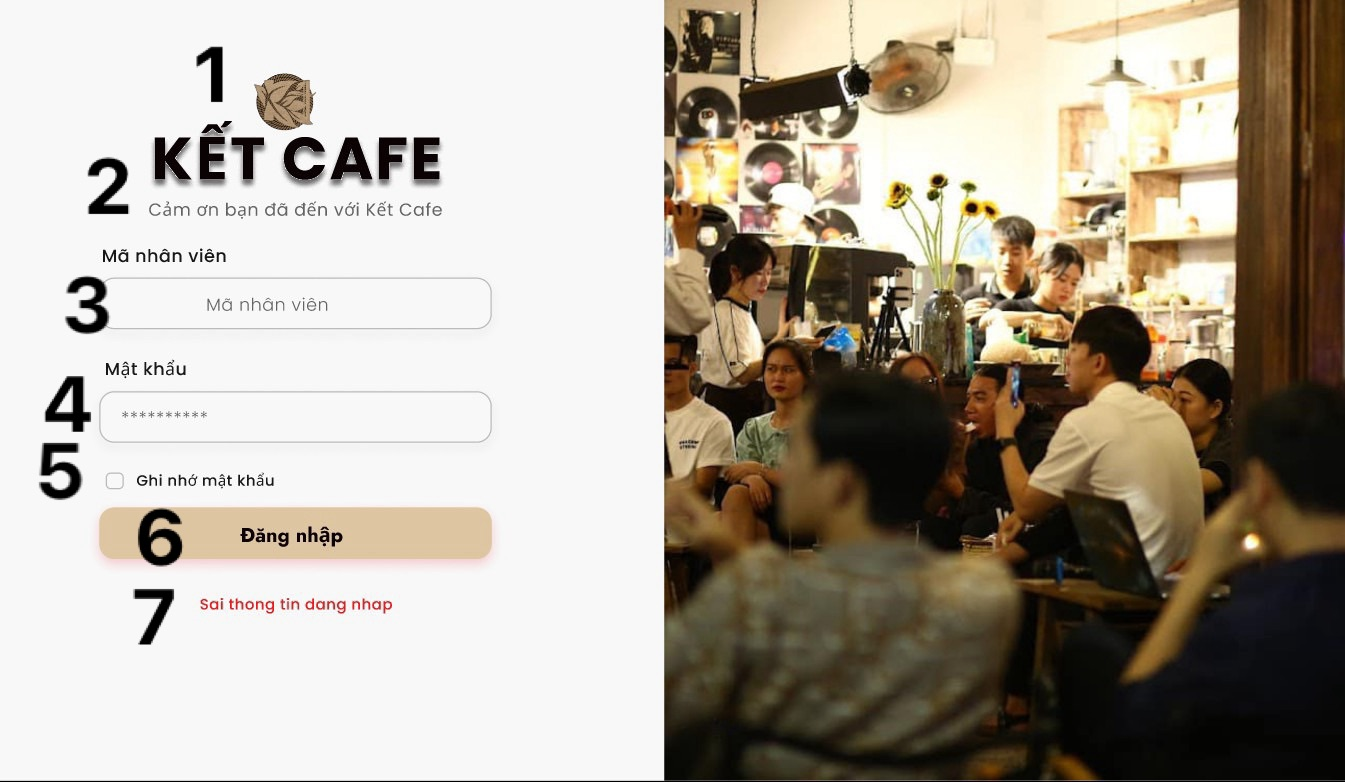 1
KẾT CAFE
2
Cảm ơn bạn đã đến với Kết Cafe
Mã nhân viên
3
Mã nhân viên
Mật khẩu
4
**********
5
Ghi nhớ mật khẩu
6
Đăng nhập
7
Sai thong tin dang nhap